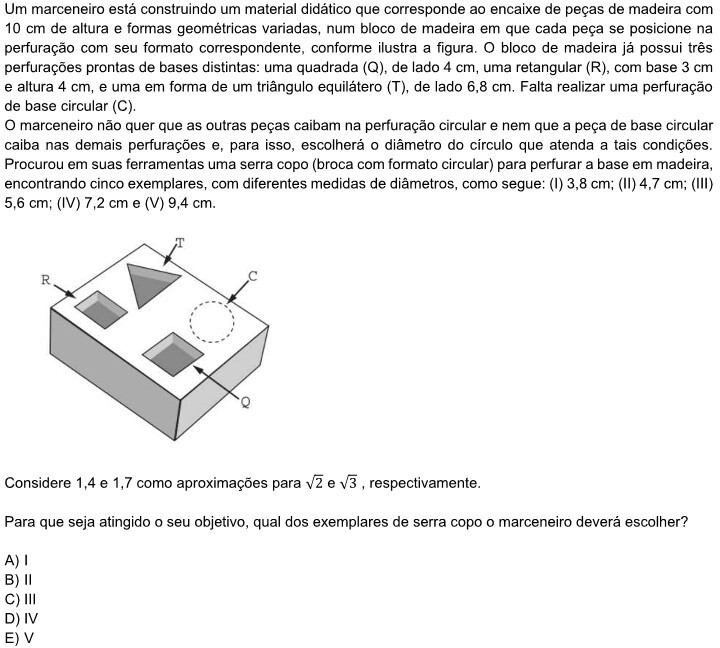 Um marceneiro está construindo um material didático que corresponde ao encaixe de peças de madeira com
10 cm de altura e formas geométricas variadas, num bloco de madeira em que cada peça se posicione na
perfuração com seu formato correspondente, conforme ilustra a figura. O bloco de madeira já possui três
perfurações prontas de bases distintas: uma quadrada (Q), de lado 4 cm, uma retangular (R), com base 3 cm
e altura 4 cm, e uma em forma de um triângulo equilátero (T), de lado 6,8 cm. Falta realizar uma perfuração
de base circular (C).
O marceneiro não quer que as outras peças caibam na perfuração circular e nem que a peça de base circular
caiba nas demais perfurações e, para isso, escolherá o diâmetro do círculo que atenda a tais condições.
Procurou em suas ferramentas uma serra copo (broca com formato circular) para perfurar a base em madeira,
encontrando cinco exemplares, com diferentes medidas de diâmetros, como segue: (I) 3,8 cm; (II) 4,7 cm; (III)
5,6 cm; (IV) 7,2 cm e (V) 9,4 cm.
T
R
C
Q
Considere 1,4 e 1,7 como aproximações para √2 e √3 , respectivamente.
Para que seja atingido o seu objetivo, qual dos exemplares de serra copo o marceneiro deverá escolher?
A) I
B) II
C) III
D) IV
E) V